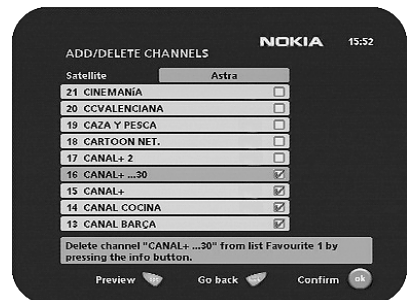 NOKIA 15:52
ADD/DELETE CHANNELS
Satellite Astra
21 CINEMANíA
20 CCVALENCIANA
19 CAZA Y PESCA
18 CARTOON NET.
17 CANAL+ 2
16 CANAL+ ...30
15 CANAL+
14 CANAL COCINA
13 CANAL BARÇA
Delete channel "CANAL+ ...30" from list Favourite 1 by
pressing the info button.
Preview Go back Confirm ok